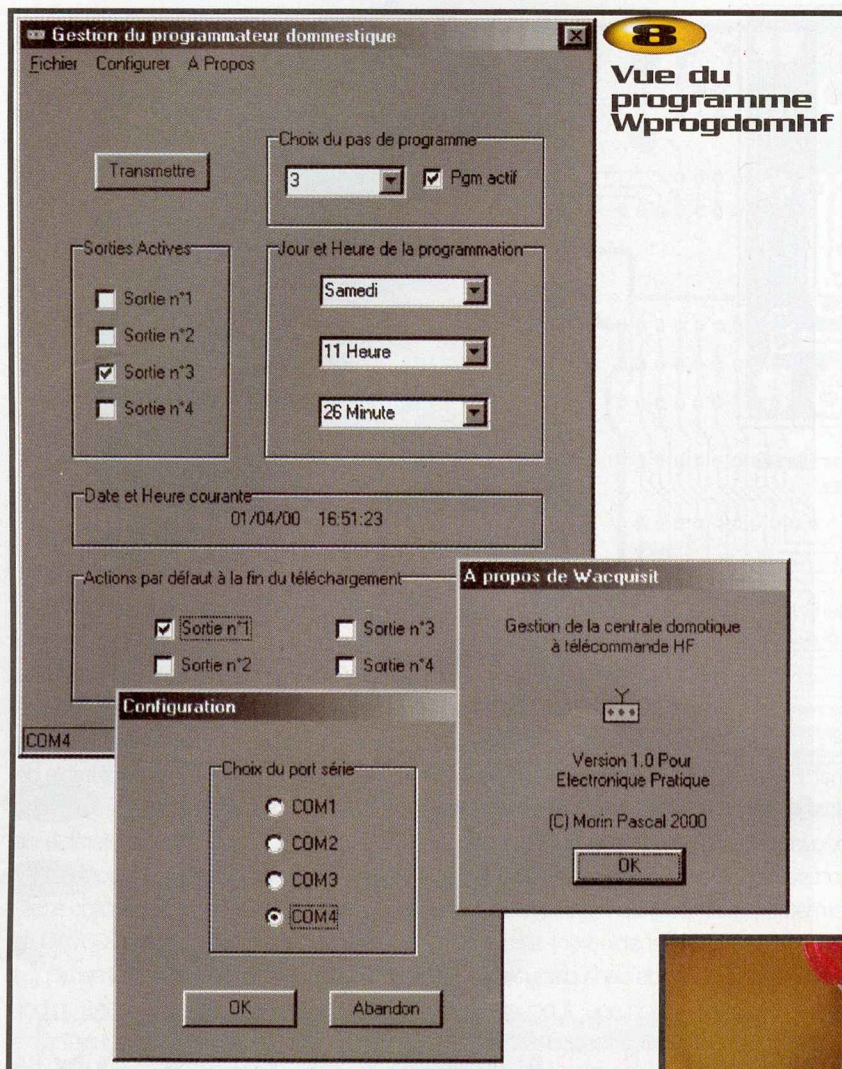 8
Vue du
programme
Wprogdomhf
Gestion du programmateur dommestique
Fichier Configurer A Propos
Transmettre
Choix du pas de programme
3 Pgm actif
Sorties Actives
Sortie n°1
Sortie n°2
Sortie n°3
Sortie n°4
Jour et Heure de la programmation
Samedi
11 Heure
26 Minute
Date et Heure courante
01/04/00 16:51:23
Actions par défaut à la fin du téléchargement
Sortie n°1 Sortie n°3
Sortie n°2 Sortie n°4
COM4
Configuration
Choix du port série
COM1
COM2
COM3
COM4
OK Abandon
A propos de Wacquisit
Gestion de la centrale domotique
à télécommande HF
Version 1.0 Pour
Electronique Pratique
(C) Morin Pascal 2000
OK